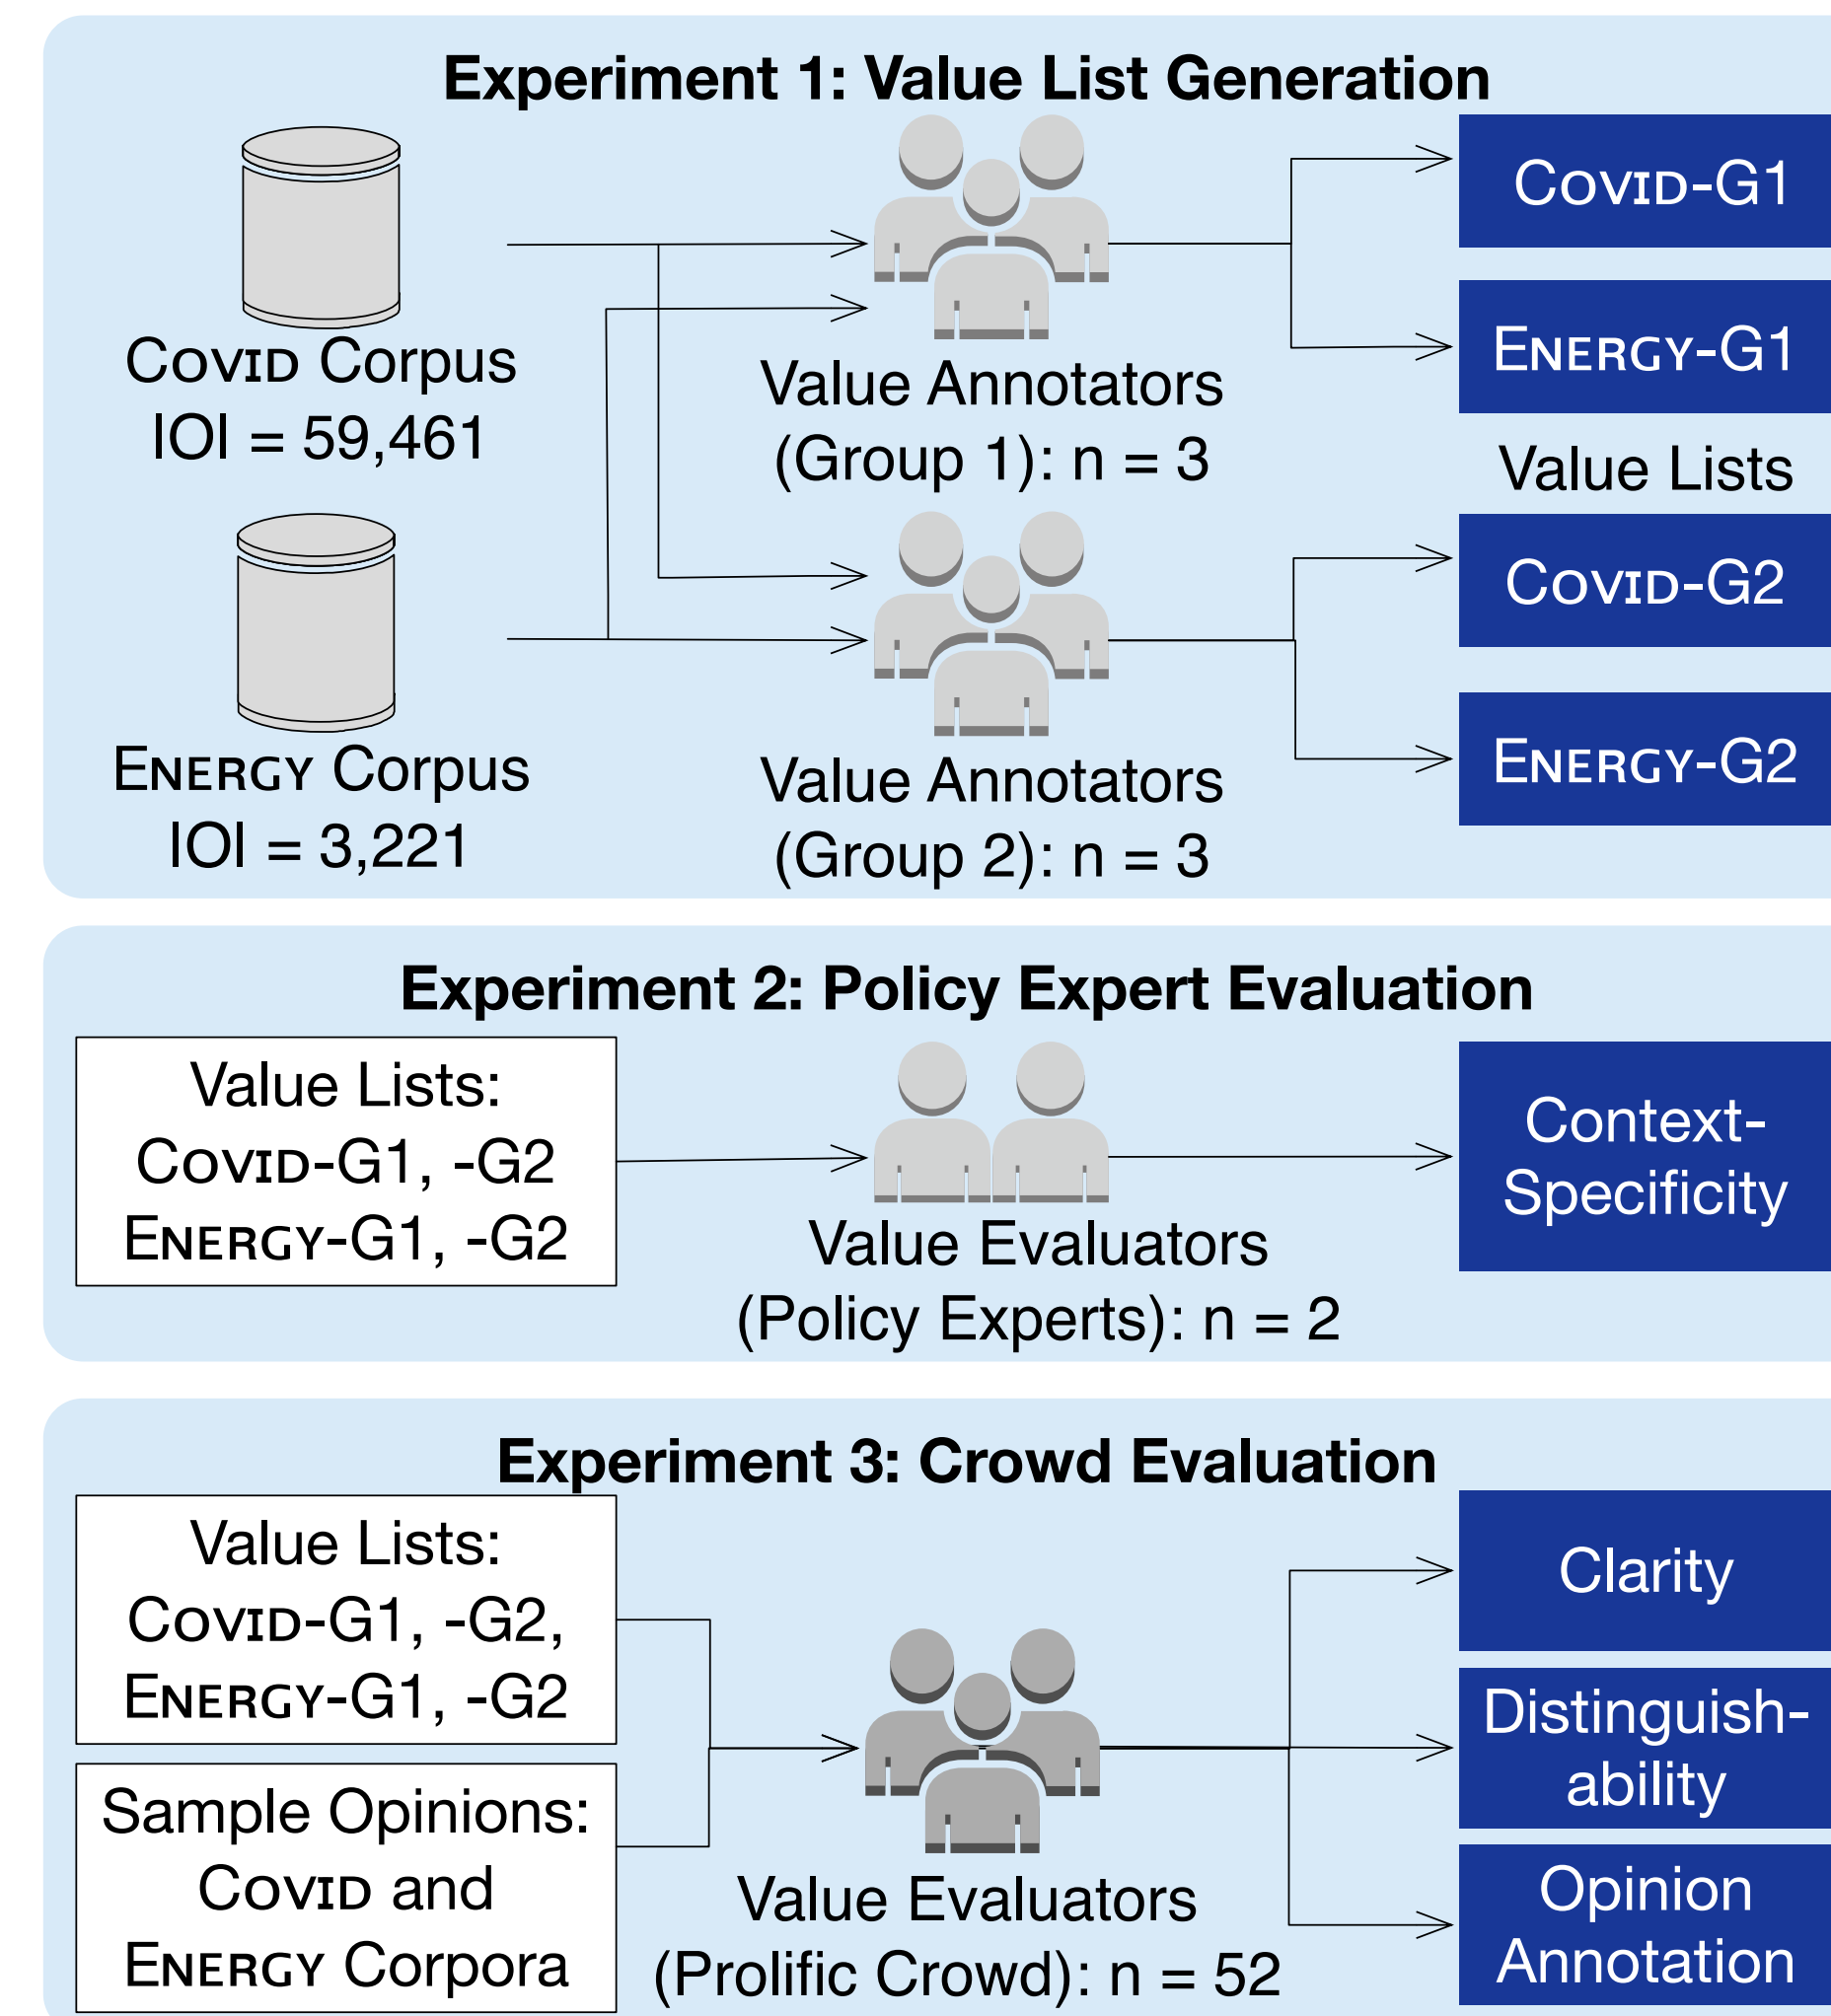 Experiment 1: Value List Generation
Covid Corpus
IOI = 59,461
Energy Corpus
IOI = 3,221
Value Annotators
(Group 1): n = 3
Value Annotators
(Group 2): n = 3
Covid-G1
Energy-G1
Value Lists
Covid-G2
Energy-G2
Experiment 2: Policy Expert Evaluation
Value Lists:
Covid-G1, -G2
Energy-G1, -G2
Value Evaluators
(Policy Experts): n = 2
Context-
Specificity
Experiment 3: Crowd Evaluation
Value Lists:
Covid-G1, -G2,
Energy-G1, -G2
Sample Opinions:
Covid and
Energy Corpora
Value Evaluators
(Prolific Crowd): n = 52
Clarity
Distinguish-
ability
Opinion
Annotation